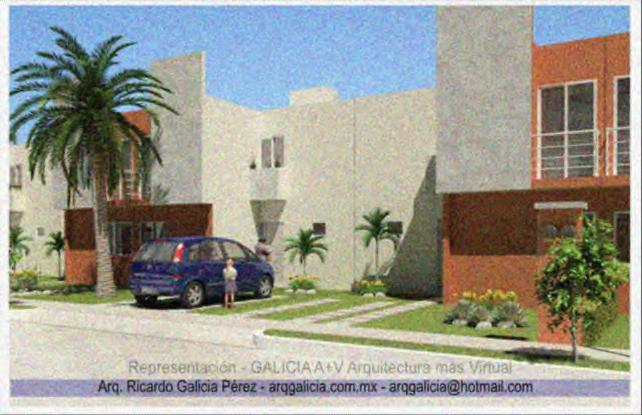 Representación - GALICIA A+V Arquitectura más Virtual
Arq. Ricardo Galicia Pérez - arqgalicia.com.mx - arqgalicia@hotmail.com